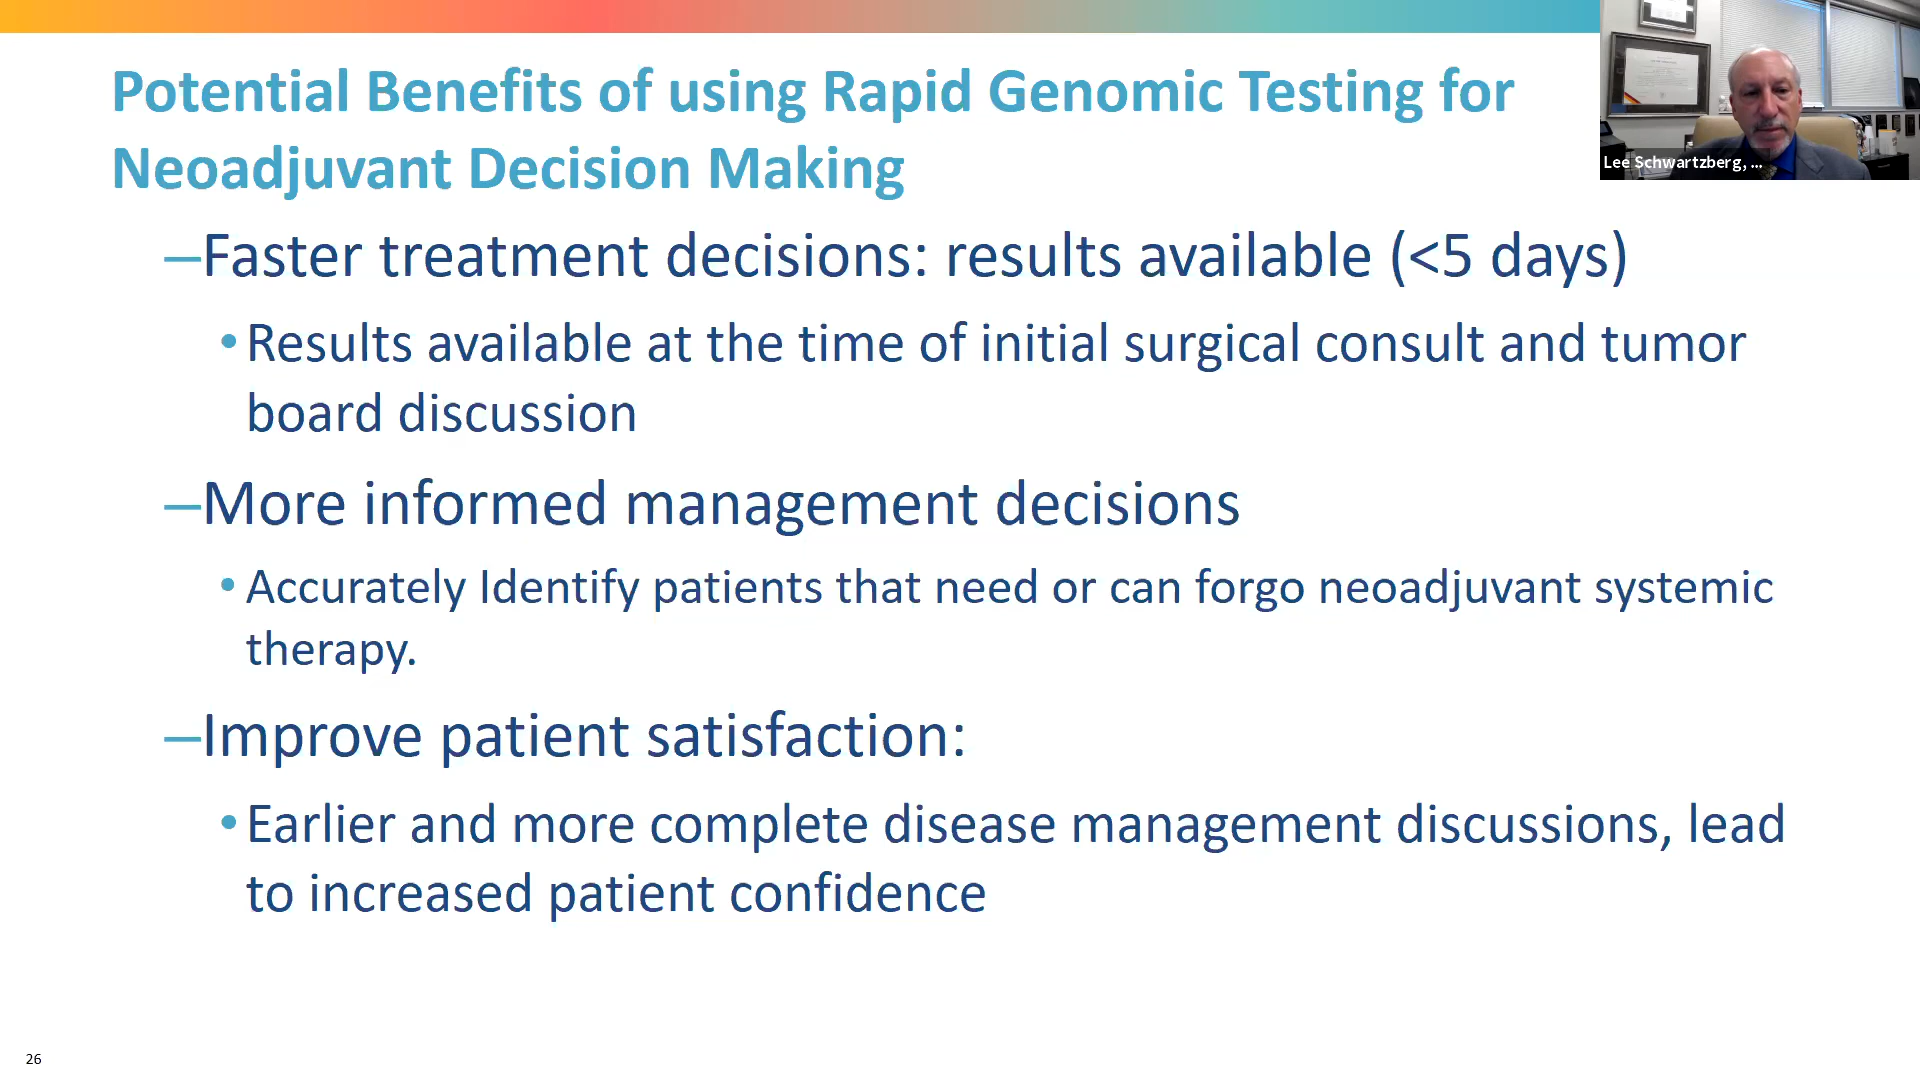 Potential Benefits of using Rapid Genomic Testing for
Neoadjuvant Decision Making
Lee Schwartzberg, ...
–Faster treatment decisions: results available (<5 days)
•Results available at the time of initial surgical consult and tumor
board discussion
–More informed management decisions
•Accurately Identify patients that need or can forgo neoadjuvant systemic
therapy.
–Improve patient satisfaction:
•Earlier and more complete disease management discussions, lead
to increased patient confidence
26